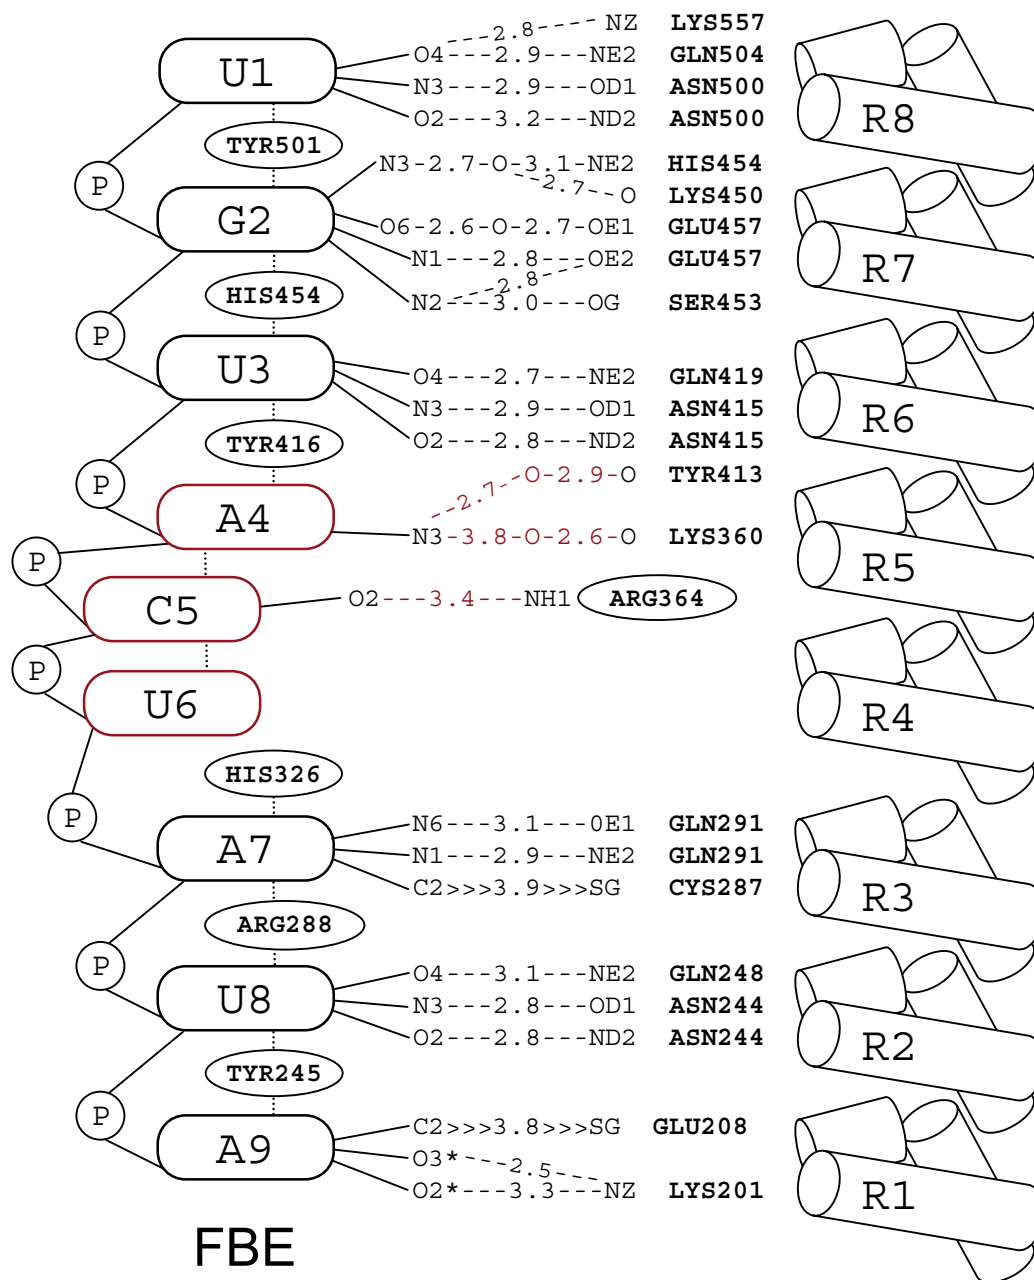 ---2.8--- NZ LYS557
U1 O4---2.9---NE2 GLN504
N3---2.9---OD1 ASN500 R8
O2---3.2---ND2 ASN500
TYR501
P N3-2.7-O-3.1-NE2 HIS454
--2.7--O LYS450
G2 O6-2.6-O-2.7-OE1 GLU457
N1---2.8---OE2 GLU457 R7
---2.8---
HIS454 N2---3.0---OG SER453
P
U3 O4---2.7---NE2 GLN419
N3---2.9---OD1 ASN415 R6
O2---2.8---ND2 ASN415
TYR416
P --2.7--O-2.9-O TYR413
A4 N3-3.8-O-2.6-O LYS360
P R5
C5 O2---3.4---NH1 ARG364
P
U6 R4
HIS326
P N6---3.1---0E1 GLN291
A7 N1---2.9---NE2 GLN291
C2>>>3.9>>>SG CYS287 R3
ARG288
P O4---3.1---NE2 GLN248
U8 N3---2.8---OD1 ASN244
O2---2.8---ND2 ASN244 R2
TYR245
P C2>>>3.8>>>SG GLU208
A9 O3*---2.5---
O2*---3.3---NZ LYS201 R1
FBE